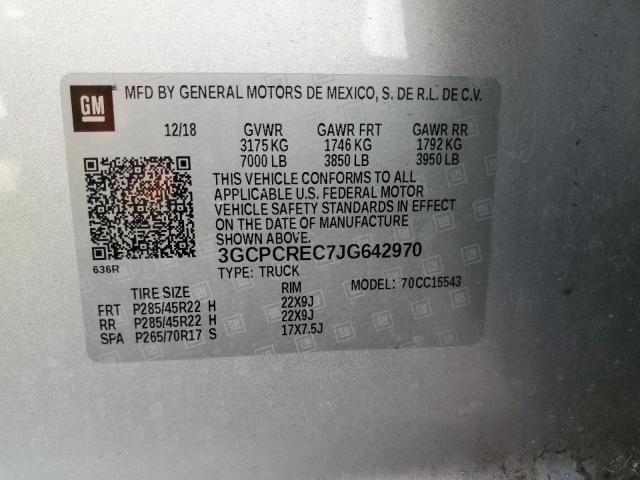 GM
MFD BY GENERAL MOTORS DE MEXICO, S. DE R.L. DE C.V.
12/18 GVWR GAWR FRT GAWR RR
3175 KG 1746 KG 1792 KG
7000 LB 3850 LB 3950 LB
THIS VEHICLE CONFORMS TO ALL
APPLICABLE U.S. FEDERAL MOTOR
VEHICLE SAFETY STANDARDS IN EFFECT
ON THE DATE OF MANUFACTURE
SHOWN ABOVE.
3GCPCREC7JG642970
636R
TYPE: TRUCK
TIRE SIZE RIM MODEL: 70CC15543
FRT P285/45R22 H 22X9J
RR P285/45R22 H 22X9J
SPA P265/70R17 S 17X7.5J